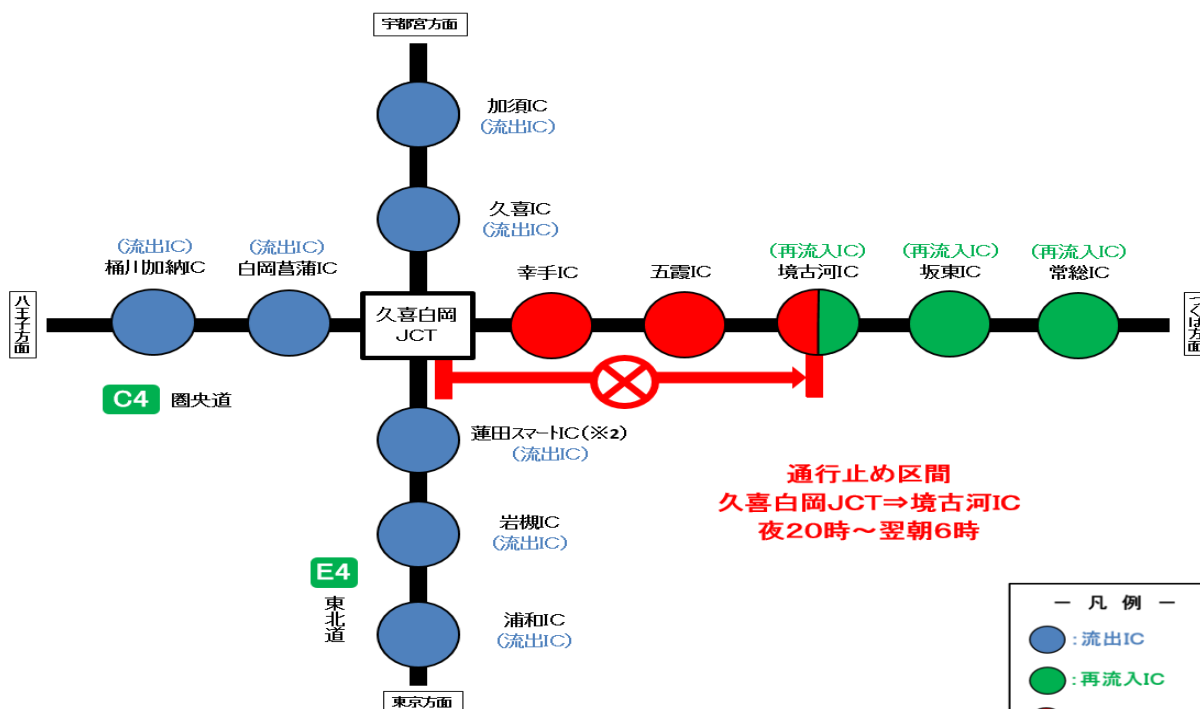 宇都宮方面
加須IC
(流出IC)
久喜IC
(流出IC)
(流出IC)
桶川加納IC
(流出IC)
白岡菖蒲IC
幸手IC
五霞IC
(再流入IC)
境古河IC
(再流入IC)
坂東IC
(再流入IC)
常総IC
八王子方面
久喜白岡
JCT
つくば方面
C4 圏央道
蓮田スマートIC(※2)
(流出IC)
通行止め区間
久喜白岡JCT⇒境古河IC
夜20時～翌朝6時
岩槻IC
(流出IC)
E4
東北道
浦和IC
(流出IC)
東京方面
― 凡 例 ―
:流出IC
:再流入IC